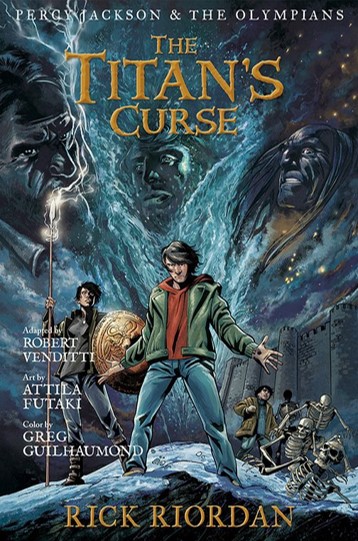 PERCY JACKSON & THE OLYMPIANS
THE
TITAN'S
CURSE
Adapted by
ROBERT
VENDITTI
Art by
ATTILA
FUTAKI
Color by
GREG
GUILHAUMOND
RICK RIORDAN